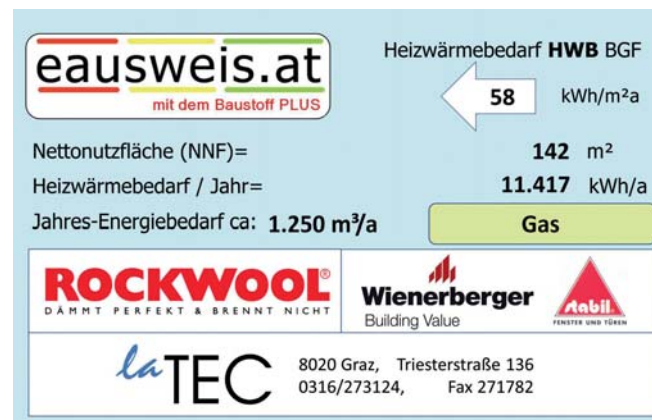 eausweis.at
mit dem Baustoff PLUS
Heizwärmebedarf HWB BGF
58 kWh/m²a
Nettonutzfläche (NNF)= 142 m²
Heizwärmebedarf / Jahr= 11.417 kWh/a
Jahres-Energiebedarf ca: 1.250 m³/a Gas
ROCKWOOL®
DÄMMT PERFEKT & BRENNT NICHT
Wienerberger
Building Value
stabil
FENSTER UND TÜREN
la TEC
8020 Graz, Triesterstraße 136
0316/273124, Fax 271782